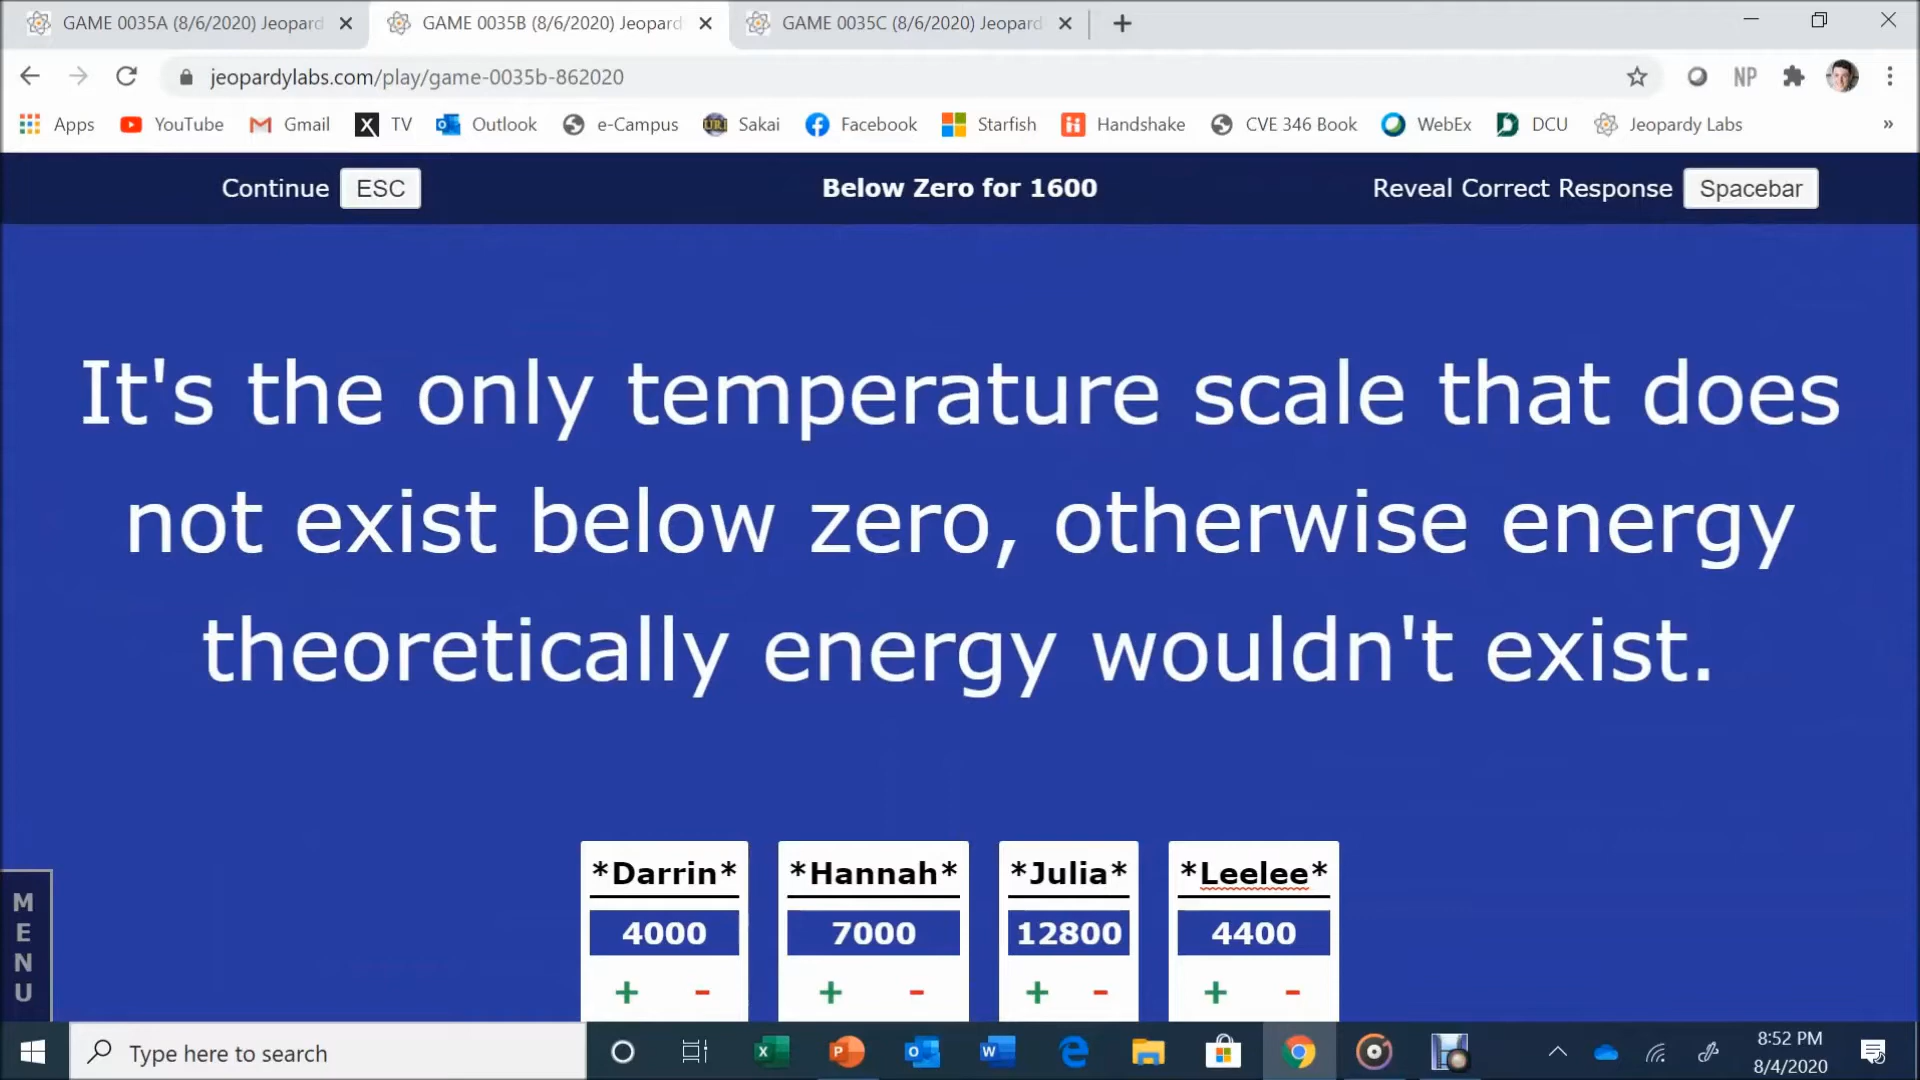 GAME 0035A (8/6/2020) Jeopard
GAME 0035B (8/6/2020) Jeopard
GAME 0035C (8/6/2020) Jeopard
jeopardylabs.com/play/game-0035b-862020
NP
Apps YouTube Gmail TV Outlook e-Campus Sakai Facebook Starfish Handshake CVE 346 Book WebEx DCU Jeopardy Labs »
Continue ESC Below Zero for 1600 Reveal Correct Response Spacebar
It's the only temperature scale that does
not exist below zero, otherwise energy
theoretically energy wouldn't exist.
MENU
*Darrin* *Hannah* *Julia* *Leelee*
4000 7000 12800 4400
+ - + - + - + -
Type here to search
8:52 PM
8/4/2020